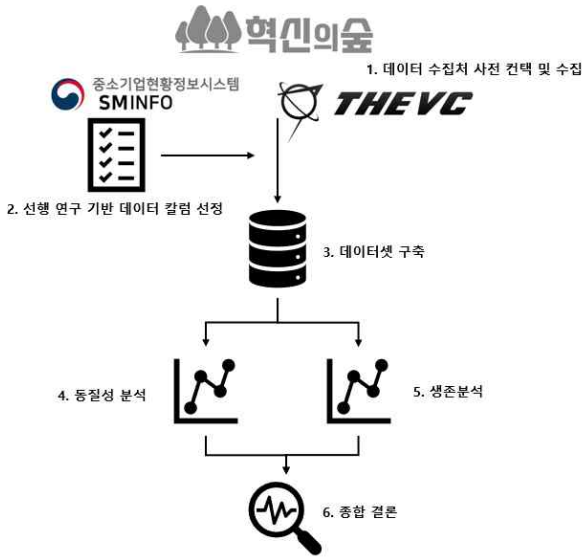 혁신의숲
1. 데이터 수집처 사전 컨택 및 수집
중소기업현황정보시스템
SMINFO
THEVC
2. 선행 연구 기반 데이터 칼럼 선정
3. 데이터셋 구축
4. 동질성 분석
5. 생존분석
6. 종합 결론